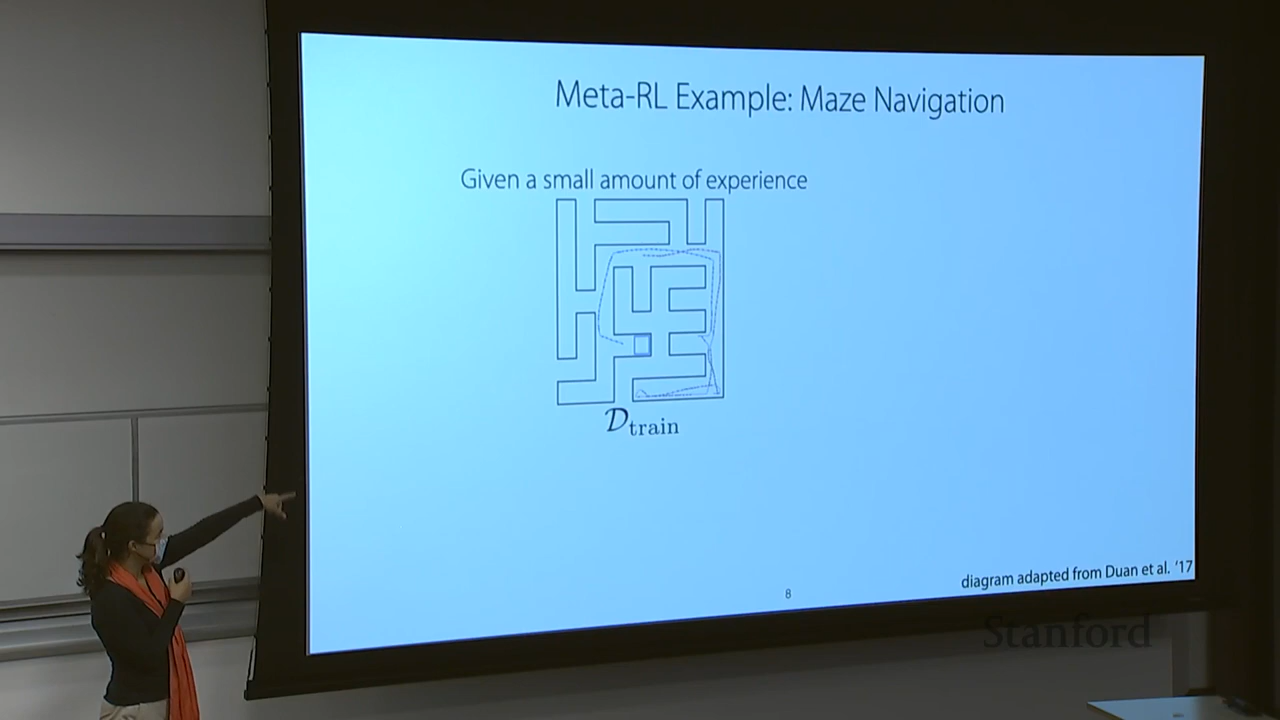 Meta-RL Example: Maze Navigation
Given a small amount of experience
𝒟train
diagram adapted from Duan et al. '17
8
Stanford